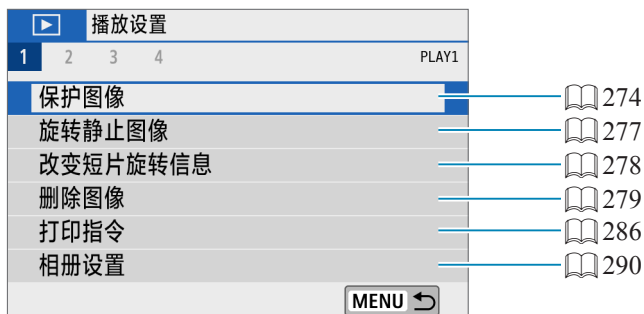 播放设置
1 2 3 4 PLAY1
保护图像 274
旋转静止图像 277
改变短片旋转信息 278
删除图像 279
打印指令 286
相册设置 290
MENU